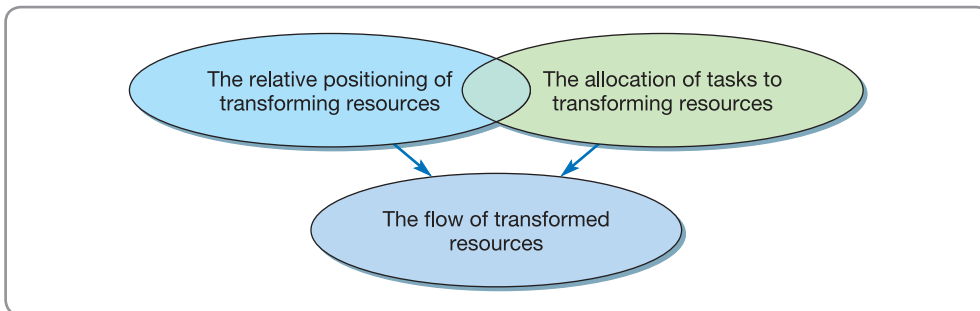 The relative positioning of
transforming resources
The allocation of tasks to
transforming resources
The flow of transformed
resources